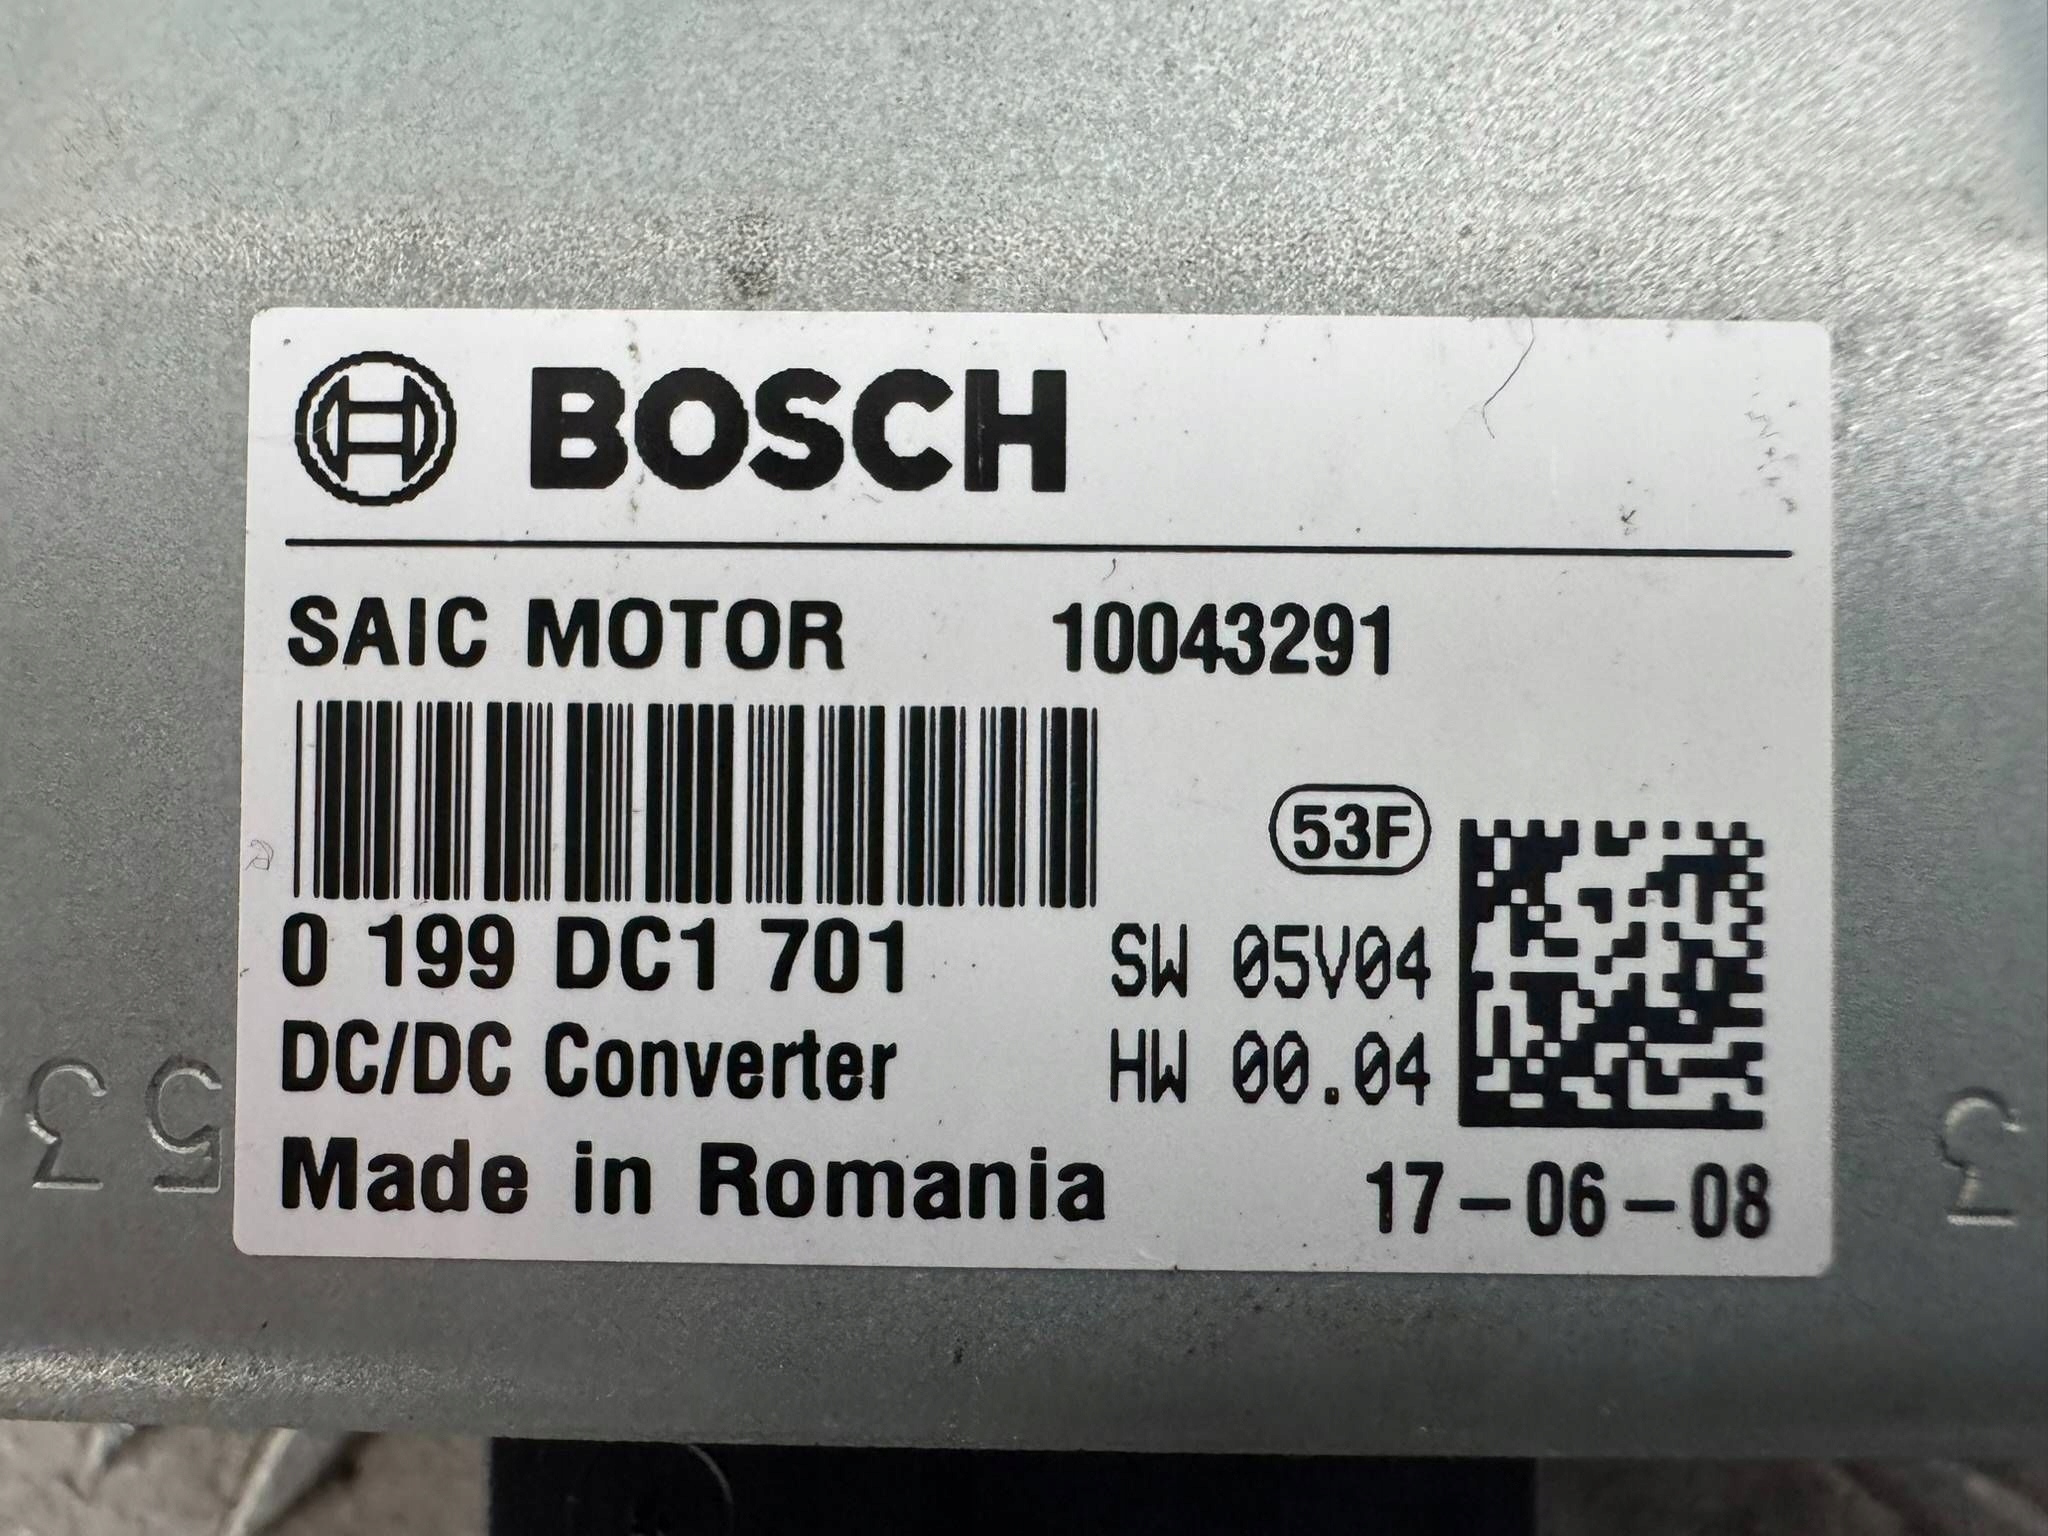 BOSCH
SAIC MOTOR 10043291
53F
0 199 DC1 701 SW 05V04
DC/DC Converter HW 00.04
Made in Romania 17-06-08